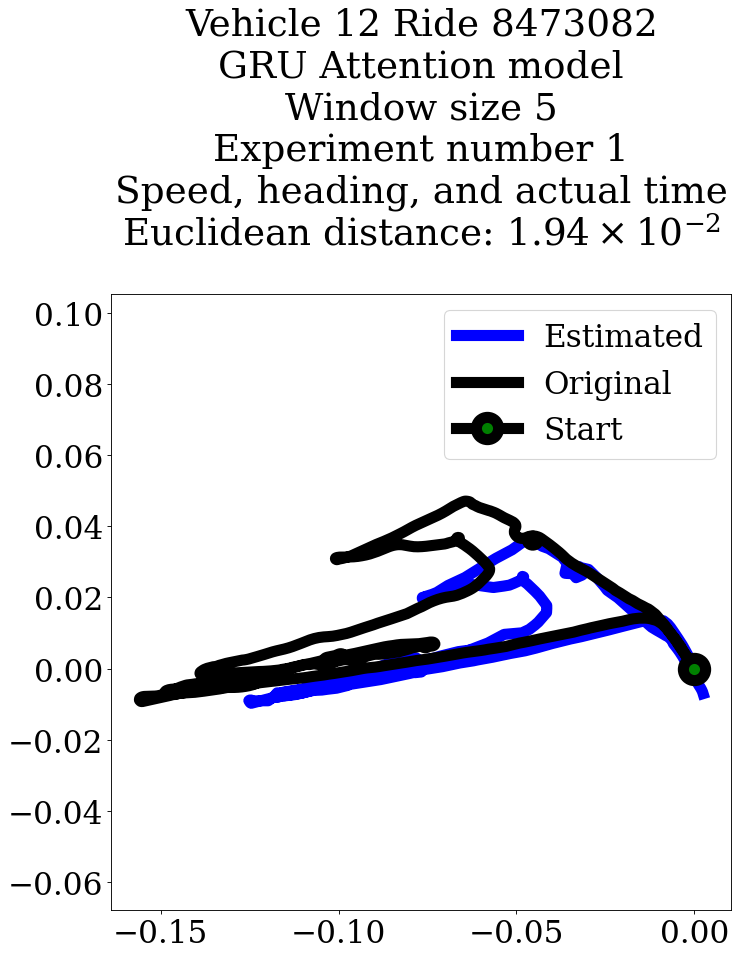 Vehicle 12 Ride 8473082
GRU Attention model
Window size 5
Experiment number 1
Speed, heading, and actual time
Euclidean distance: 1.94 × 10⁻²
Estimated
Original
Start
0.10
0.08
0.06
0.04
0.02
0.00
−0.02
−0.04
−0.06
−0.15 −0.10 −0.05 0.00